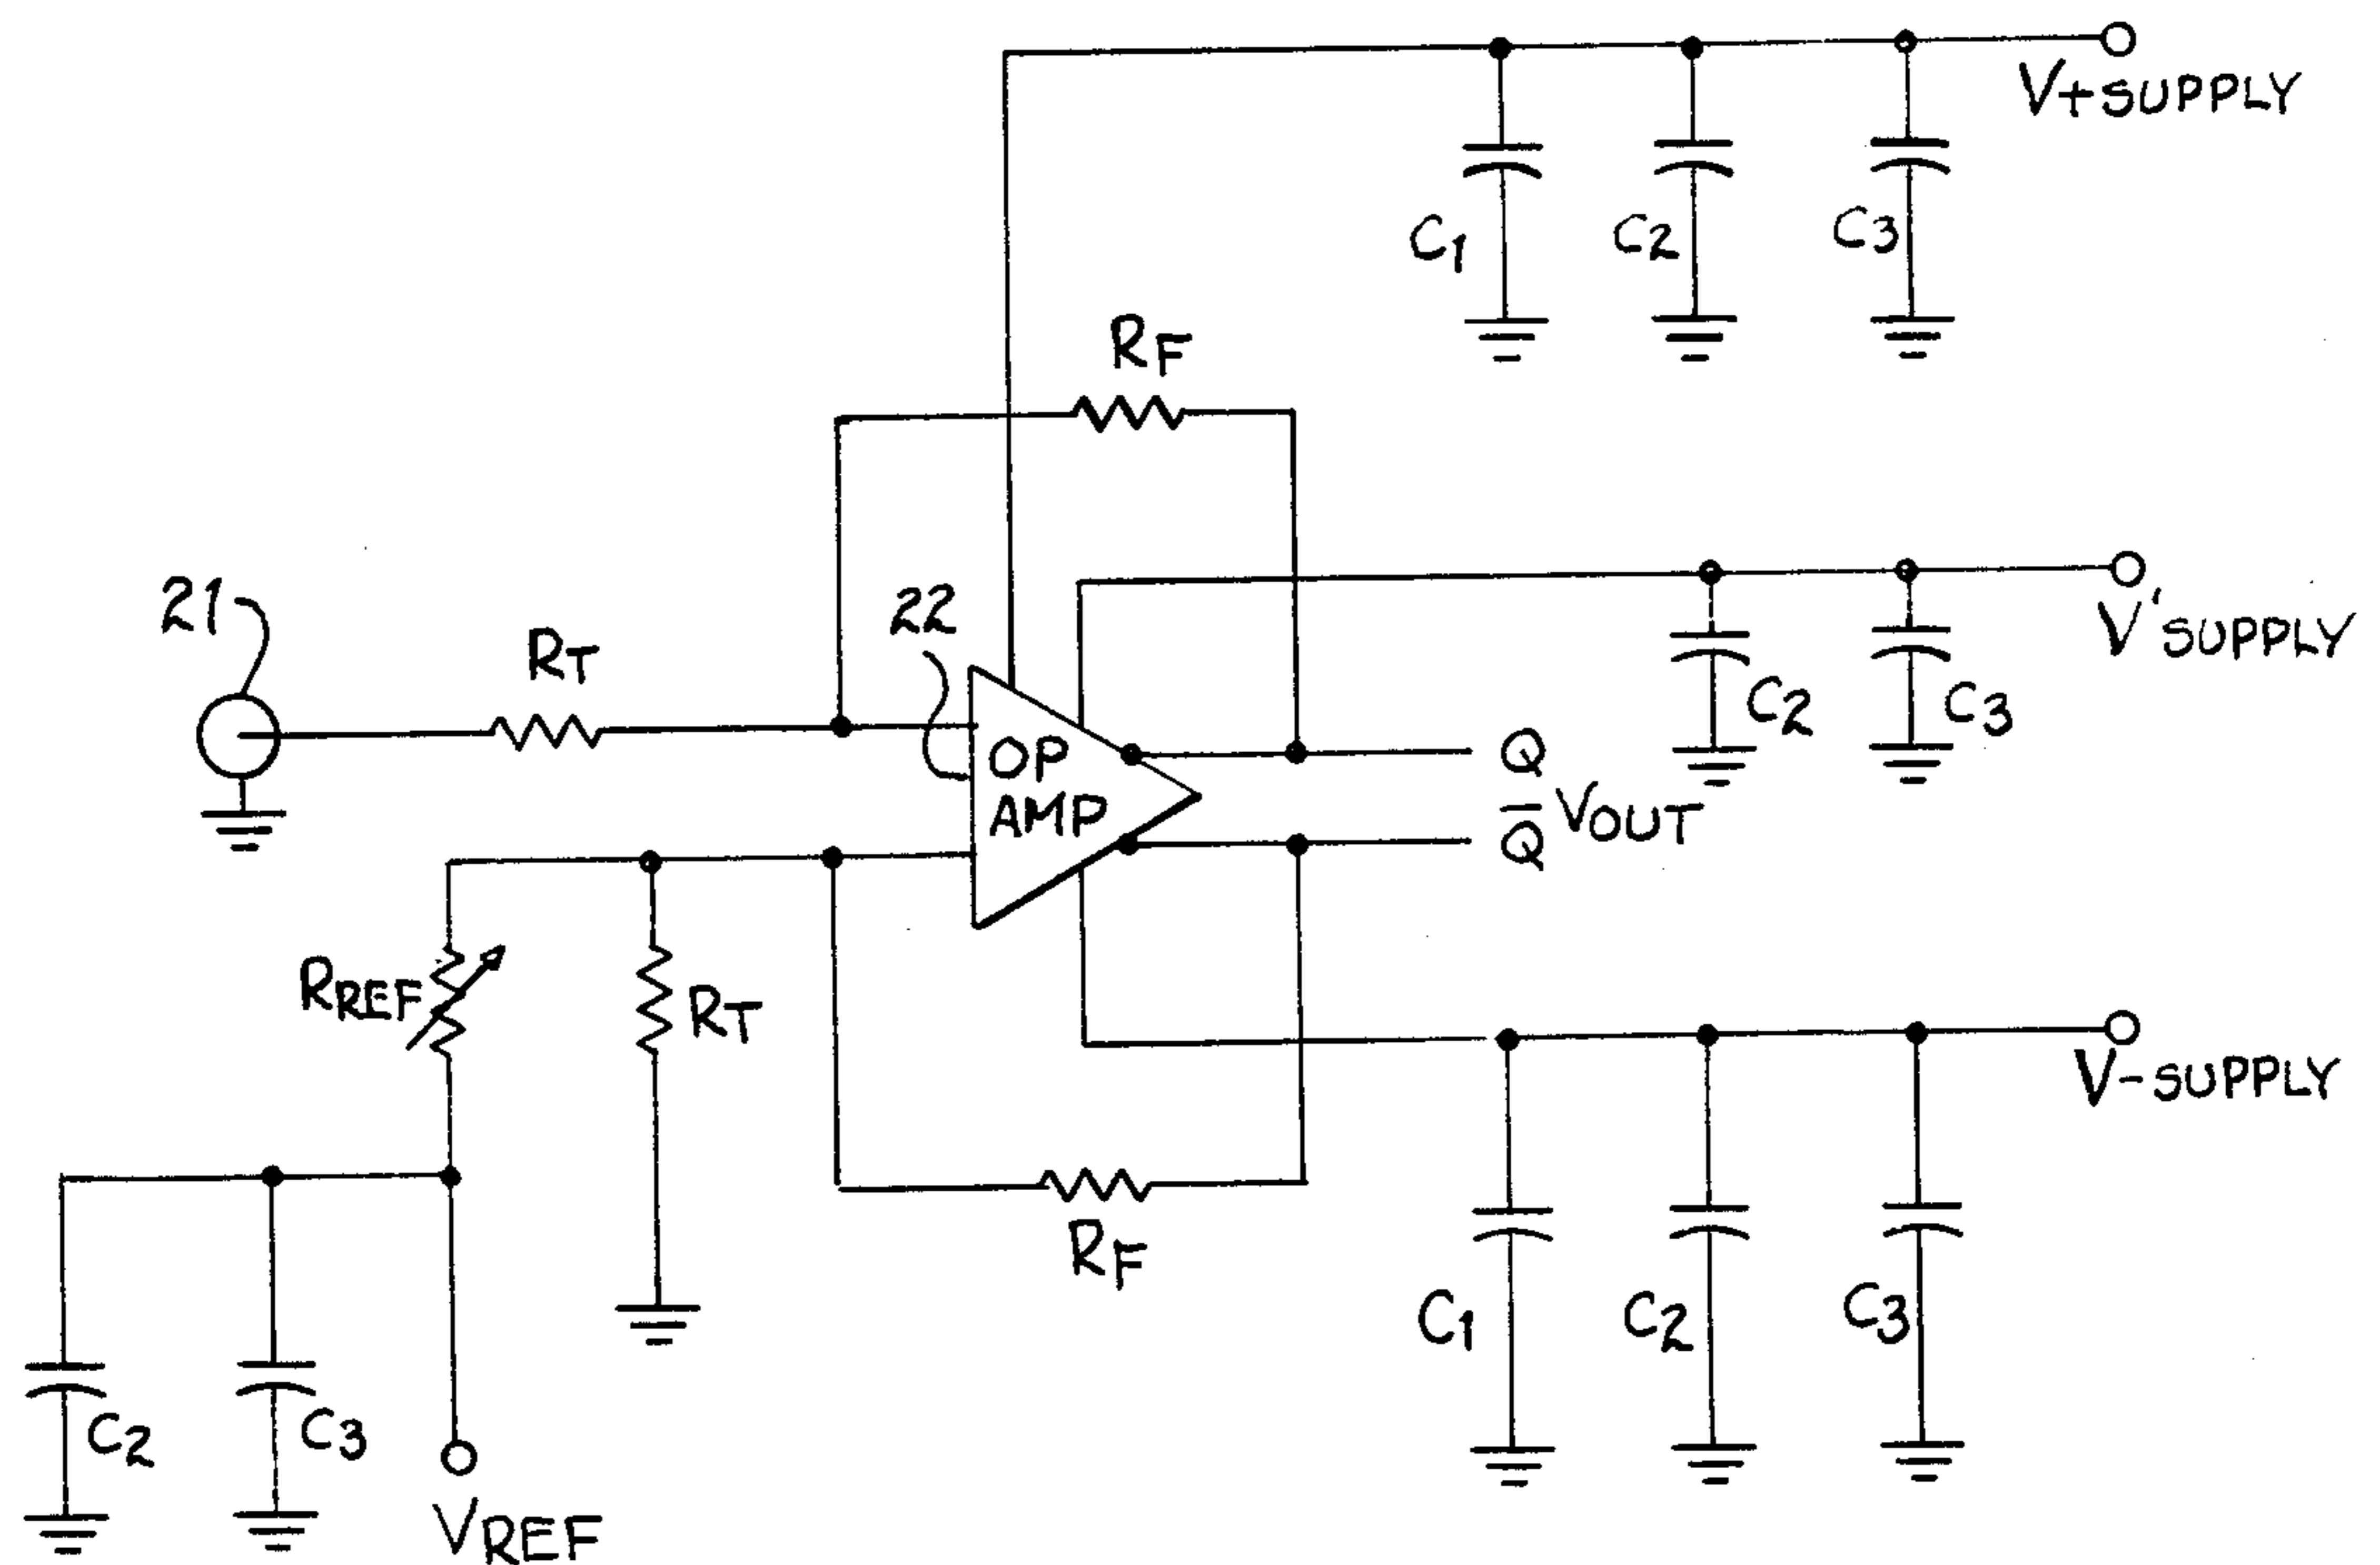 V+SUPPLY
C1
C2
C3
RF
21
RT
22
V'SUPPLY
C2
C3
OP
AMP
Q
Q̅
VOUT
RREF
RT
V-SUPPLY
RF
C1
C2
C3
C2
C3
VREF